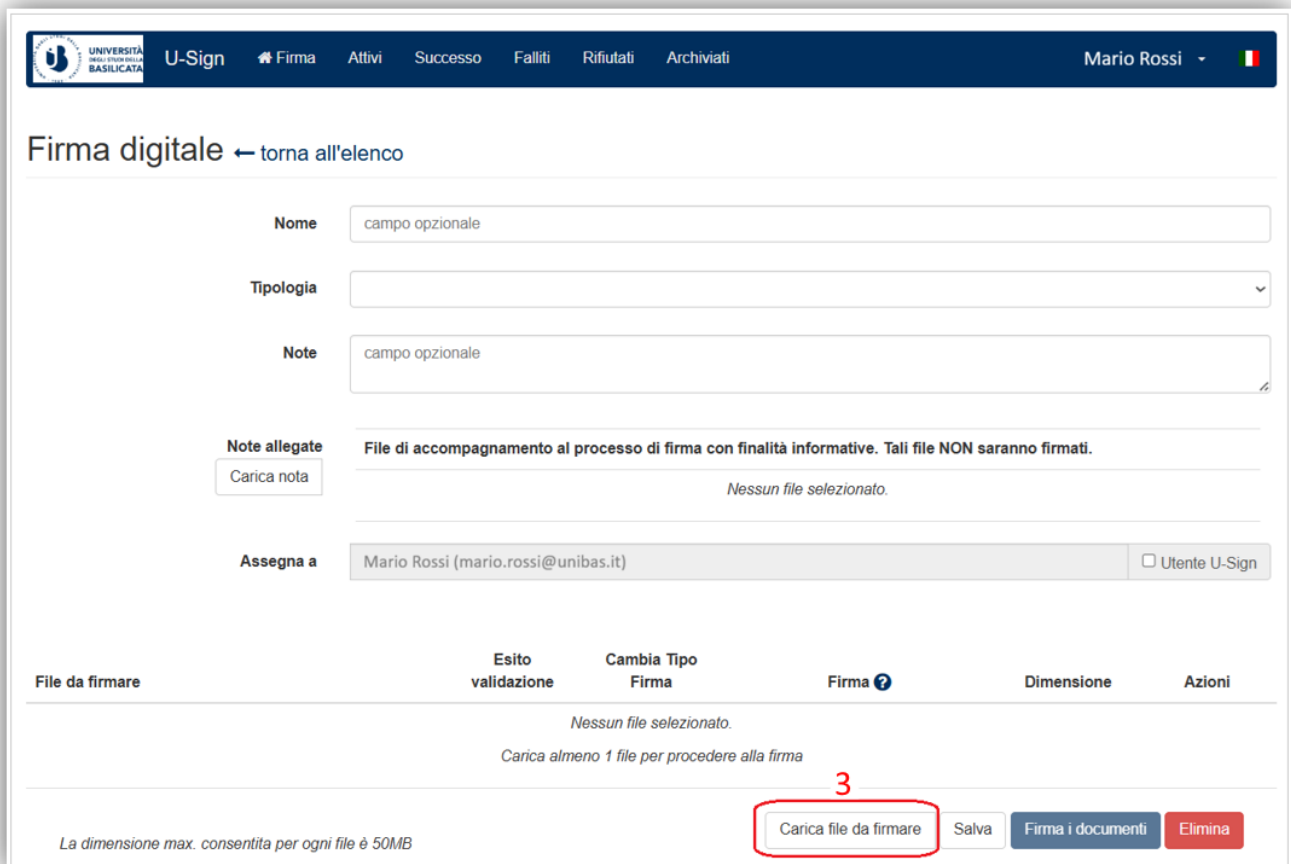 UNIVERSITÀ
DEGLI STUDI DELLA
BASILICATA
U-Sign Firma Attivi Successo Falliti Rifiutati Archiviati Mario Rossi
Firma digitale ← torna all'elenco
Nome campo opzionale
Tipologia
Note campo opzionale
Note allegate File di accompagnamento al processo di firma con finalità informative. Tali file NON saranno firmati.
Carica nota
Nessun file selezionato.
Assegna a Mario Rossi (mario.rossi@unibas.it) Utente U-Sign
Esito Cambia Tipo
File da firmare validazione Firma Firma ? Dimensione Azioni
Nessun file selezionato.
Carica almeno 1 file per procedere alla firma
3
Carica file da firmare Salva Firma i documenti Elimina
La dimensione max. consentita per ogni file è 50MB